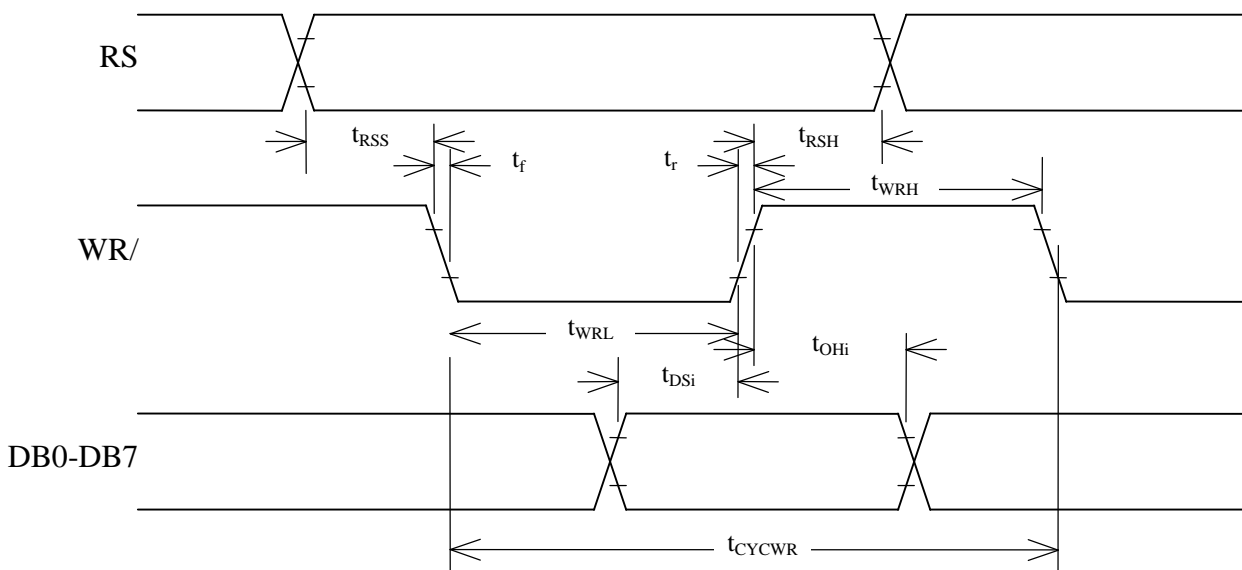 RS
tRSS
tRSH
tf
tr
tWRH
WR/
tWRL
tOHi
tDSi
DB0-DB7
tCYCWR